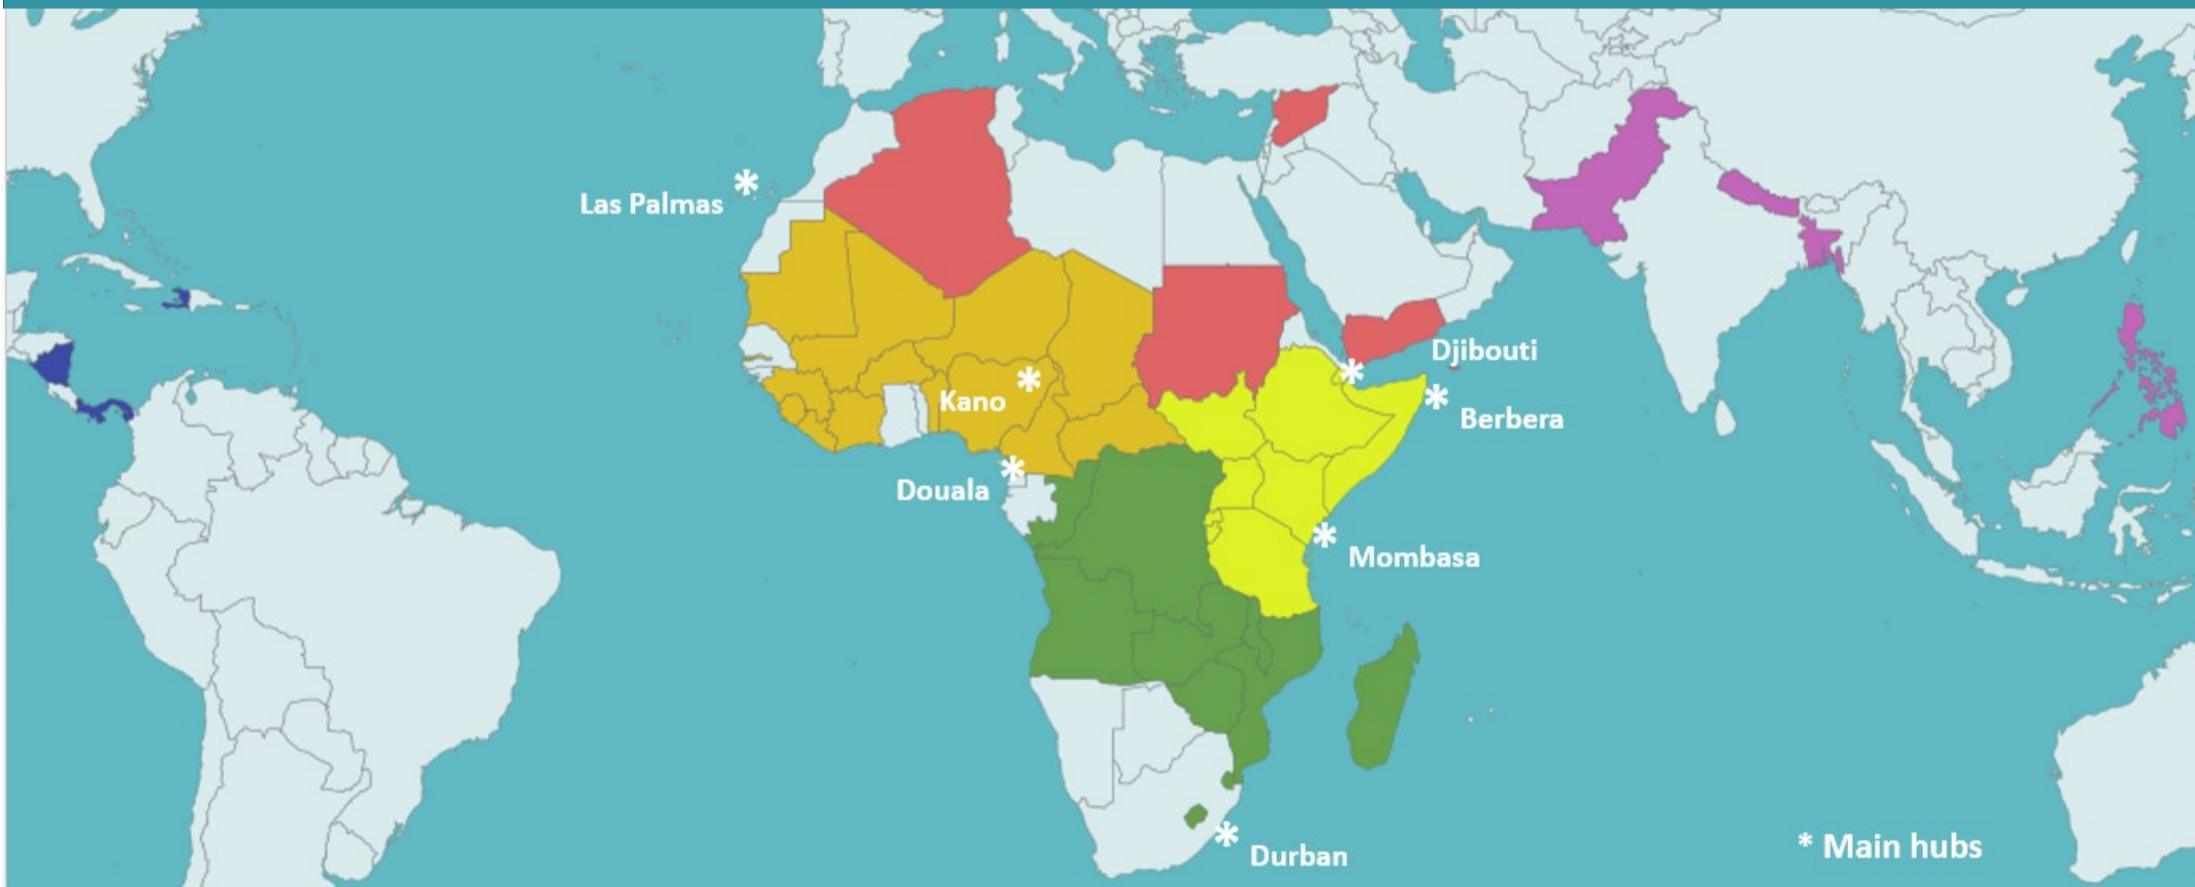 Las Palmas
Djibouti
Kano
Berbera
Douala
Mombasa
* Main hubs
Durban